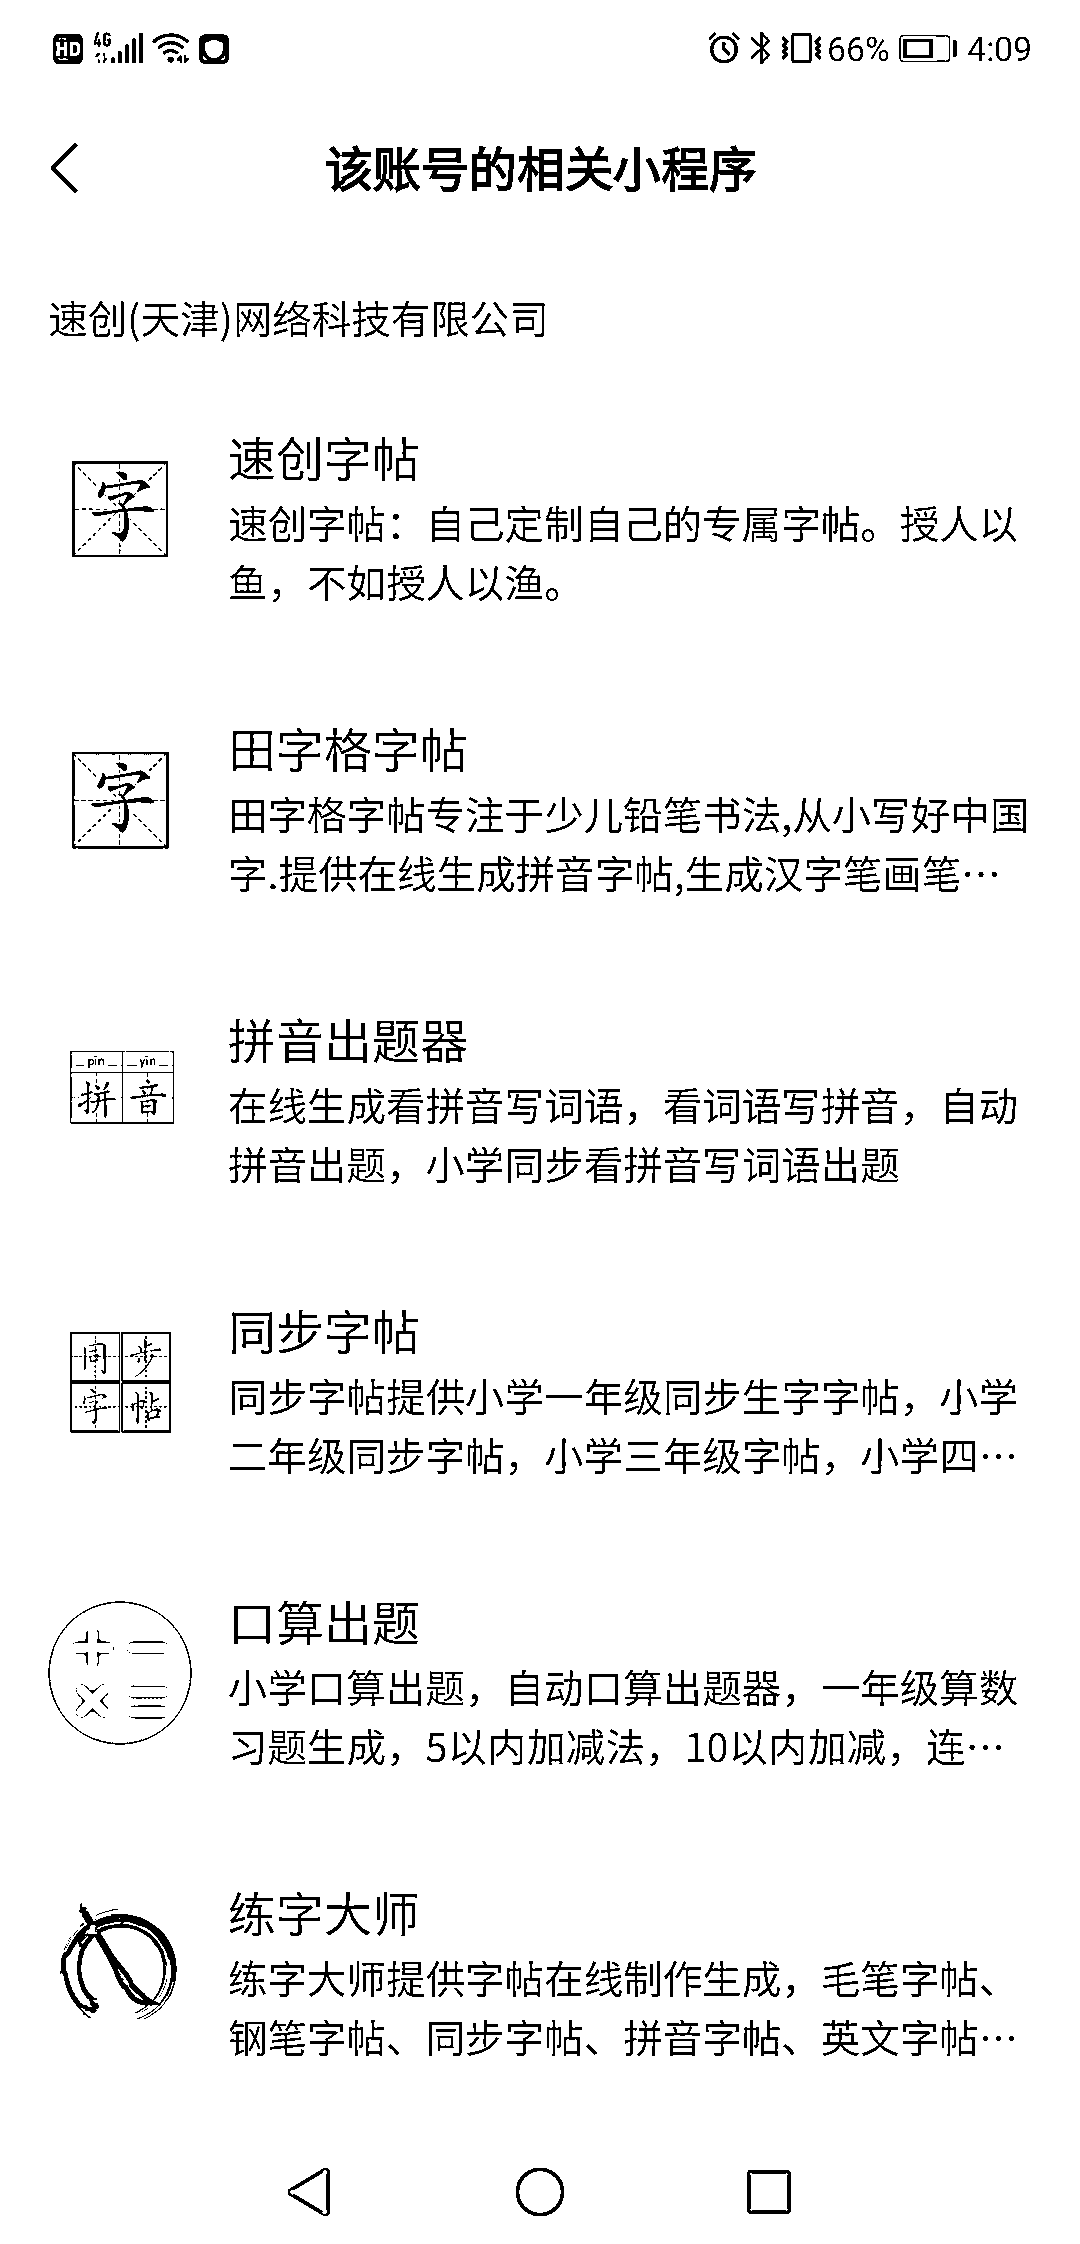 HD 4G 66% 4:09
该账号的相关小程序
速创(天津)网络科技有限公司
字
速创字帖
速创字帖：自己定制自己的专属字帖。授人以
鱼，不如授人以渔。
字
田字格字帖
田字格字帖专注于少儿铅笔书法,从小写好中国
字.提供在线生成拼音字帖,生成汉字笔画笔…
pīn yīn
拼音
拼音出题器
在线生成看拼音写词语，看词语写拼音，自动
拼音出题，小学同步看拼音写词语出题
同步
字帖
同步字帖
同步字帖提供小学一年级同步生字字帖，小学
二年级同步字帖，小学三年级字帖，小学四…
口算出题
小学口算出题，自动口算出题器，一年级算数
习题生成，5以内加减法，10以内加减，连…
练字大师
练字大师提供字帖在线制作生成，毛笔字帖、
钢笔字帖、同步字帖、拼音字帖、英文字帖…